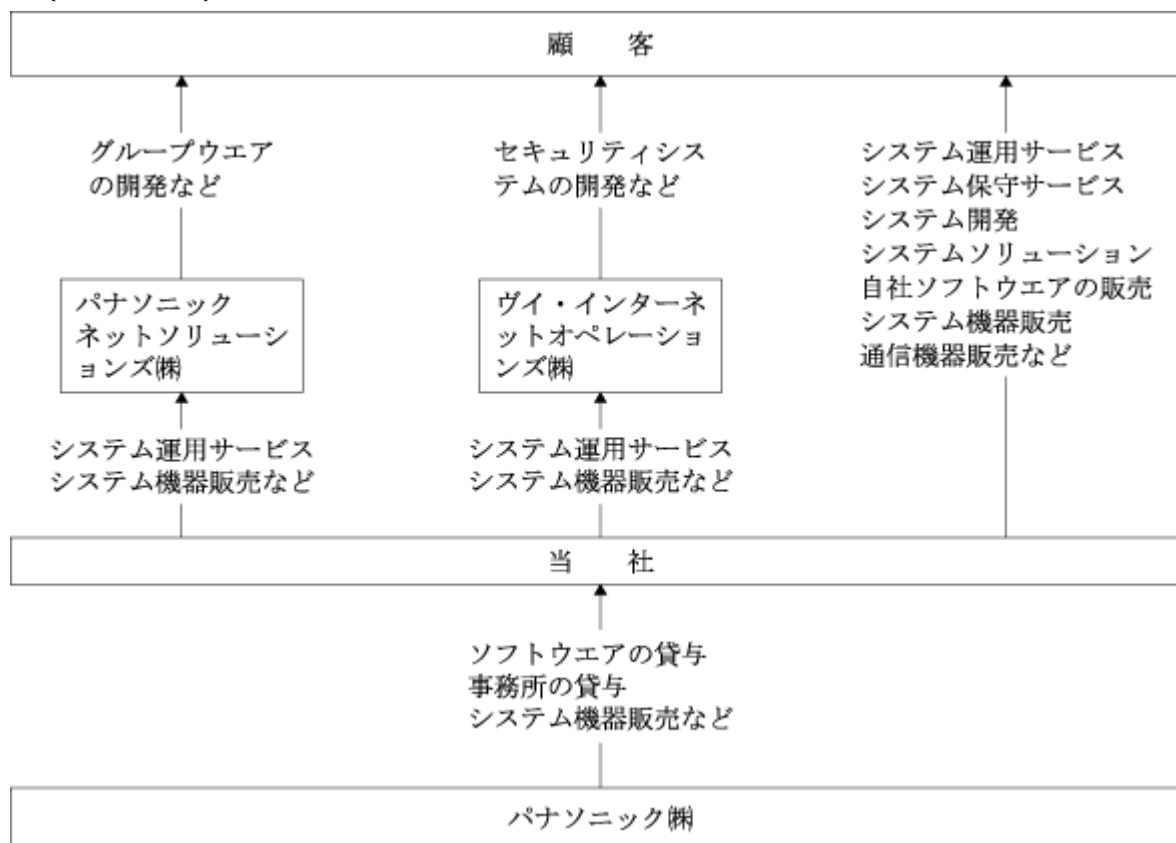 顧　　客
グループウエア
の開発など
セキュリティシス
テムの開発など
システム運用サービス
システム保守サービス
システム開発
システムソリューション
自社ソフトウエアの販売
システム機器販売
通信機器販売など
パナソニック
ネットソリューシ
ョンズ㈱
ヴイ・インターネ
ットオペレーショ
ンズ㈱
システム運用サービス
システム機器販売など
システム運用サービス
システム機器販売など
当　　社
ソフトウエアの貸与
事務所の貸与
システム機器販売など
パナソニック㈱